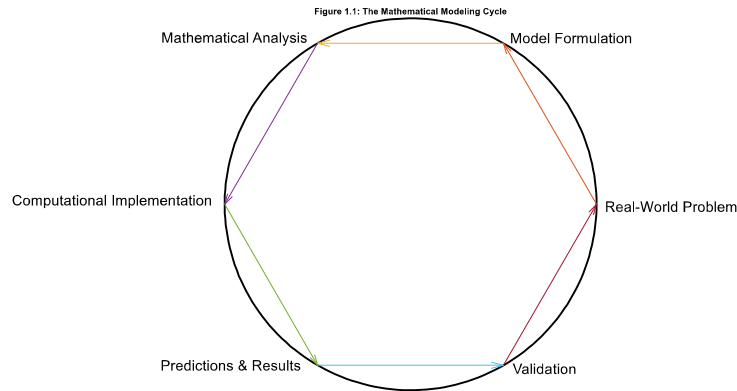 Figure 1.1: The Mathematical Modeling Cycle
Mathematical Analysis
Model Formulation
Computational Implementation
Real-World Problem
Predictions & Results
Validation